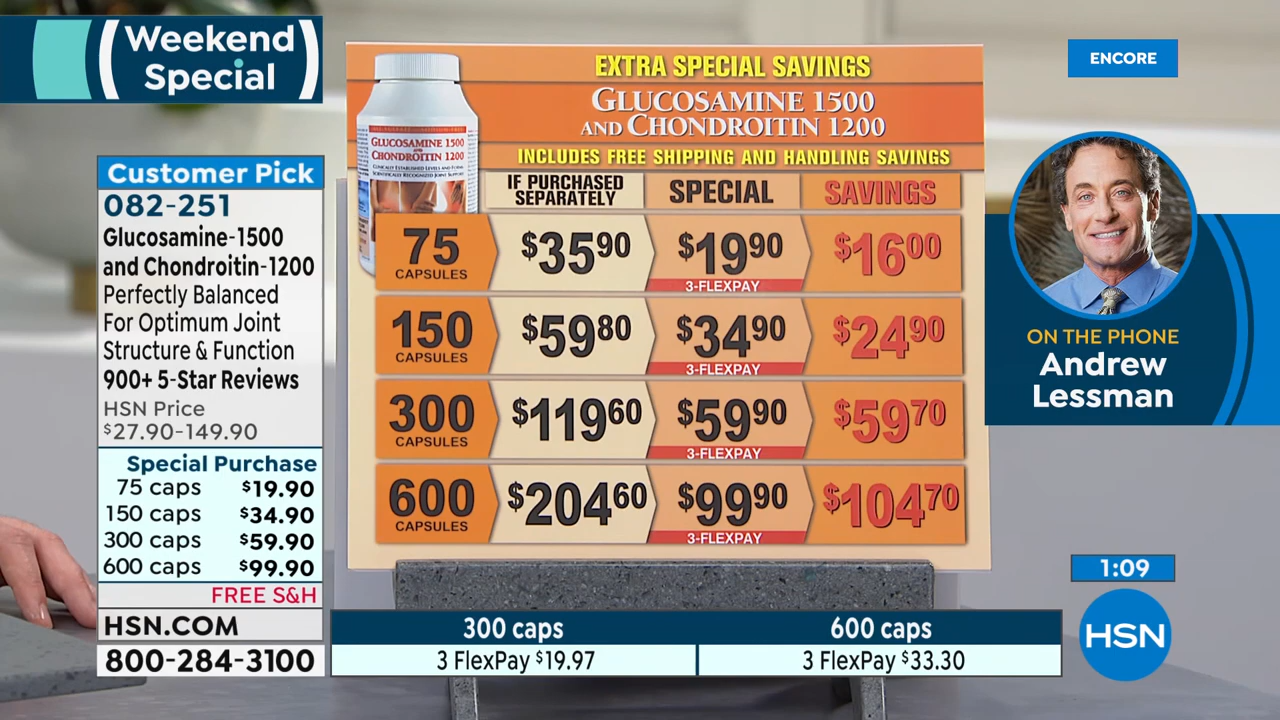 (Weekend Special)
ENCORE
Customer Pick
082-251
Glucosamine-1500
and Chondroitin-1200
Perfectly Balanced
For Optimum Joint
Structure & Function
900+ 5-Star Reviews
HSN Price
$27.90-149.90
Special Purchase
75 caps $19.90
150 caps $34.90
300 caps $59.90
600 caps $99.90
FREE S&H
HSN.COM
800-284-3100
EXTRA SPECIAL SAVINGS
GLUCOSAMINE 1500
AND CHONDROITIN 1200
INCLUDES FREE SHIPPING AND HANDLING SAVINGS
GLUCOSAMINE 1500
CHONDROITIN 1200
IF PURCHASED SEPARATELY SPECIAL SAVINGS
75 CAPSULES $35.90 $19.90 3-FLEXPAY $16.00
150 CAPSULES $59.80 $34.90 3-FLEXPAY $24.90
300 CAPSULES $119.60 $59.90 3-FLEXPAY $59.70
600 CAPSULES $204.60 $99.90 3-FLEXPAY $104.70
ON THE PHONE
Andrew
Lessman
1:09
HSN
300 caps 600 caps
3 FlexPay $19.97 3 FlexPay $33.30